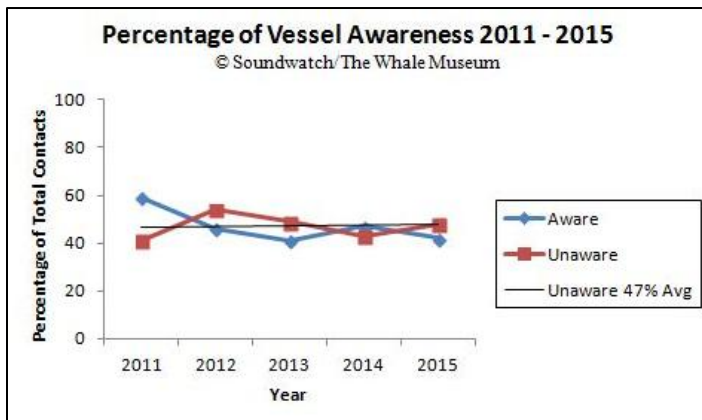 Percentage of Vessel Awareness 2011 - 2015
© Soundwatch/The Whale Museum
Percentage of Total Contacts
100
80
60
40
20
0
2011 2012 2013 2014 2015
Year
Aware
Unaware
Unaware 47% Avg